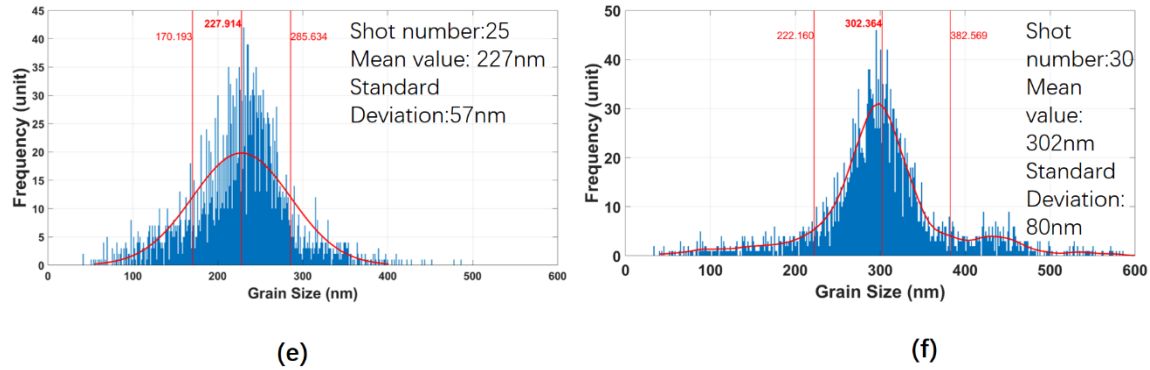 45
40
35
30
25
20
15
10
5
0
Frequency (unit)
170.193
227.914
285.634
Shot number:25
Mean value: 227nm
Standard
Deviation:57nm
0 100 200 300 400 500 600
Grain Size (nm)
(e)
50
40
30
20
10
0
Frequency (unit)
222.160
302.364
382.569
Shot
number:30
Mean
value:
302nm
Standard
Deviation:
80nm
0 100 200 300 400 500 600
Grain Size (nm)
(f)